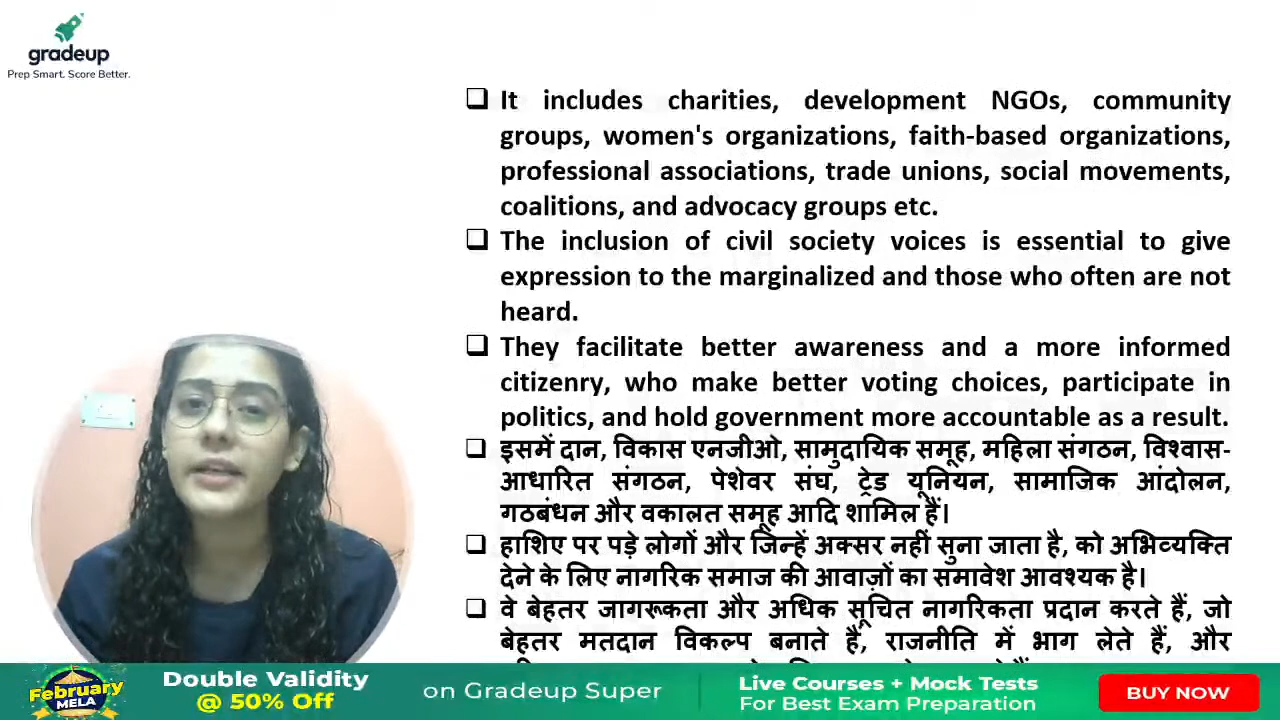 gradeup
Prep Smart. Score Better.
❑ It includes charities, development NGOs, community
groups, women's organizations, faith-based organizations,
professional associations, trade unions, social movements,
coalitions, and advocacy groups etc.
❑ The inclusion of civil society voices is essential to give
expression to the marginalized and those who often are not
heard.
❑ They facilitate better awareness and a more informed
citizenry, who make better voting choices, participate in
politics, and hold government more accountable as a result.
❑ इसमें दान, विकास एनजीओ, सामुदायिक समूह, महिला संगठन, विश्वास-
आधारित संगठन, पेशेवर संघ, ट्रेड यूनियन, सामाजिक आंदोलन,
गठबंधन और वकालत समूह आदि शामिल हैं।
❑ हाशिए पर पड़े लोगों और जिन्हें अक्सर नहीं सुना जाता है, को अभिव्यक्ति
देने के लिए नागरिक समाज की आवाज़ों का समावेश आवश्यक है।
❑ वे बेहतर जागरूकता और अधिक सूचित नागरिकता प्रदान करते हैं, जो
बेहतर मतदान विकल्प बनाते हैं, राजनीति में भाग लेते हैं, और
February
MELA
Double Validity
@ 50% Off
on Gradeup Super
Live Courses + Mock Tests
For Best Exam Preparation
BUY NOW